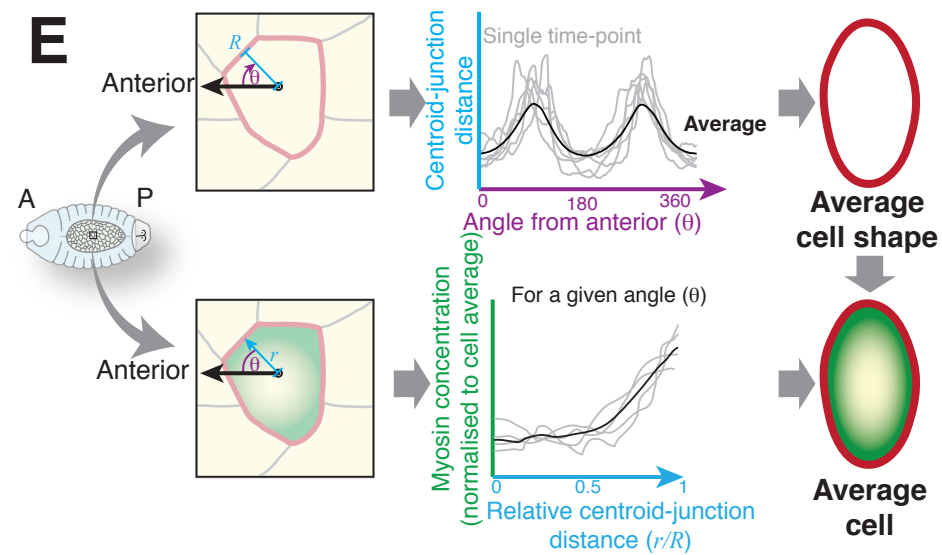 E
R
θ
Anterior
A
P
Centroid-junction
distance
Single time-point
Average
0
180
360
Angle from anterior (θ)
Average
cell shape
r
θ
Anterior
Myosin concentration
(normalised to cell average)
For a given angle (θ)
0
0.5
1
Relative centroid-junction
distance (r/R)
Average
cell